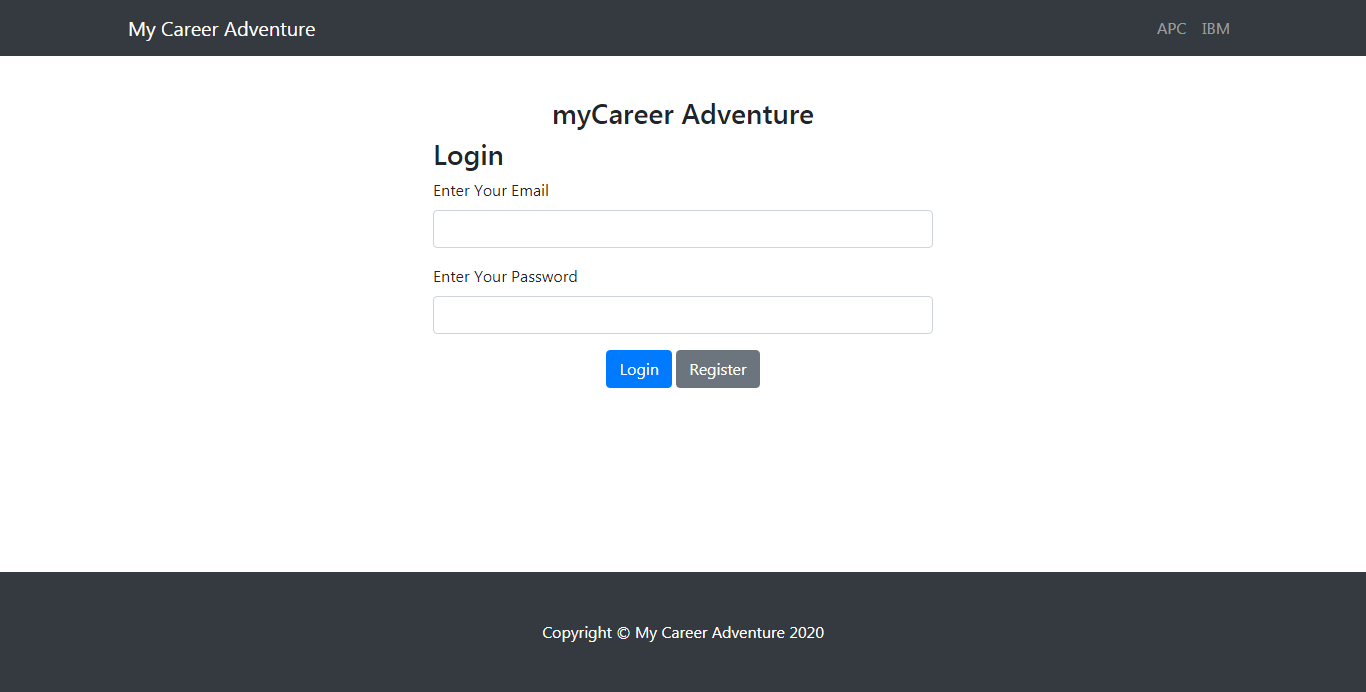 My Career Adventure APC IBM
myCareer Adventure
Login
Enter Your Email
Enter Your Password
Login Register
Copyright © My Career Adventure 2020